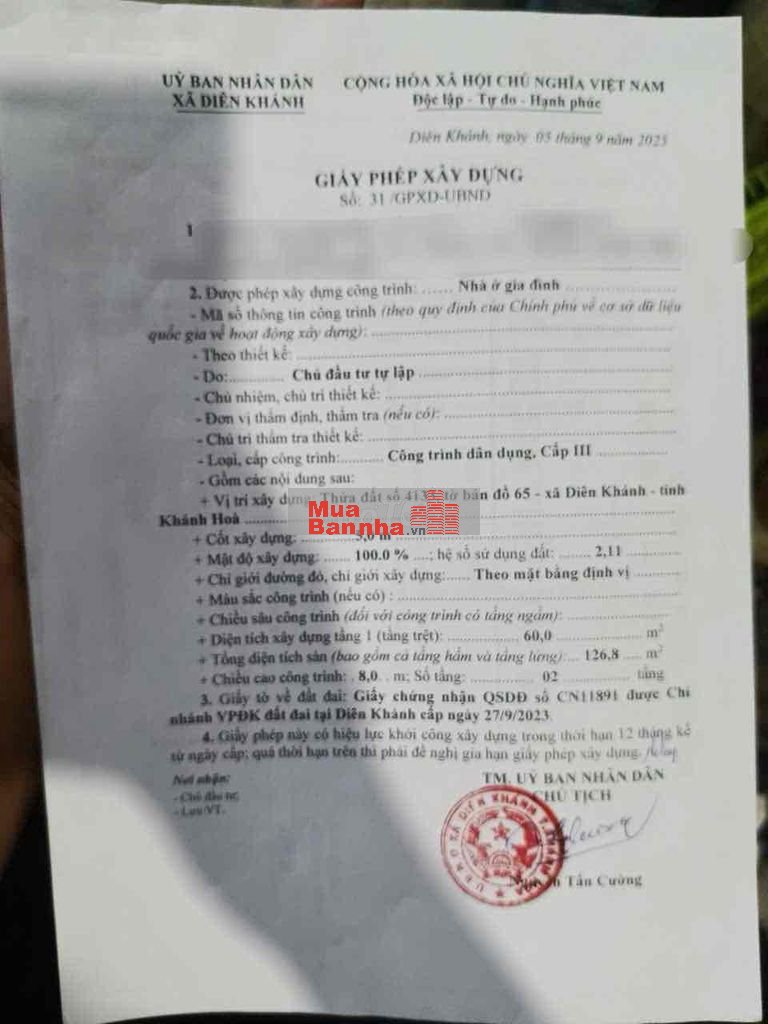 UỶ BAN NHÂN DÂN
XÃ DIÊN KHÁNH
CỘNG HÒA XÃ HỘI CHỦ NGHĨA VIỆT NAM
Độc lập - Tự do - Hạnh phúc
Diên Khánh, ngày 05 tháng 9 năm 2025
GIẤY PHÉP XÂY DỰNG
Số: 31 /GPXD-UBND
1
2. Được phép xây dựng công trình: ...... Nhà ở gia đình
- Mã số thông tin công trình (theo quy định của Chính phủ về cơ sở dữ liệu
quốc gia về hoạt động xây dựng):
- Theo thiết kế:
- Do: Chủ đầu tư tự lập
- Chủ nhiệm, chủ trì thiết kế:
- Đơn vị thẩm định, thẩm tra (nếu có):
- Chủ trì thẩm tra thiết kế:
- Loại, cấp công trình: Công trình dân dụng, Cấp III
- Gồm các nội dung sau:
+ Vị trí xây dựng: Thửa đất số tờ bản đồ 65 - xã Diên Khánh - tỉnh
Khánh Hoà
Mua
Bannha.vn
+ Cốt xây dựng:
+ Mật độ xây dựng: ...... 100.0 % ....; hệ số sử dụng đất: ........ 2,11
+ Chỉ giới đường đỏ, chỉ giới xây dựng:...... Theo mặt bằng định vị
+ Màu sắc công trình (nếu có) :
+ Chiều sâu công trình (đối với công trình có tầng ngầm):
+ Diện tích xây dựng tầng 1 (tầng trệt): 60,0 m²
+ Tổng diện tích sàn (bao gồm cả tầng hầm và tầng lửng):... 126,8 ..... m²
+ Chiều cao công trình: . 8,0. . m; Số tầng: 02 tầng
3. Giấy tờ về đất đai: Giấy chứng nhận QSDĐ số CN11891 được Chi
nhánh VPĐK đất đai tại Diên Khánh cấp ngày 27/9/2023.
4. Giấy phép này có hiệu lực khởi công xây dựng trong thời hạn 12 tháng kể
từ ngày cấp; quá thời hạn trên thì phải đề nghị gia hạn giấy phép xây dựng.
Nơi nhận:
- Chủ đầu tư;
- Lưu:VT.
TM. UỶ BAN NHÂN DÂN
CHỦ TỊCH
Nguyễn Tấn Cường